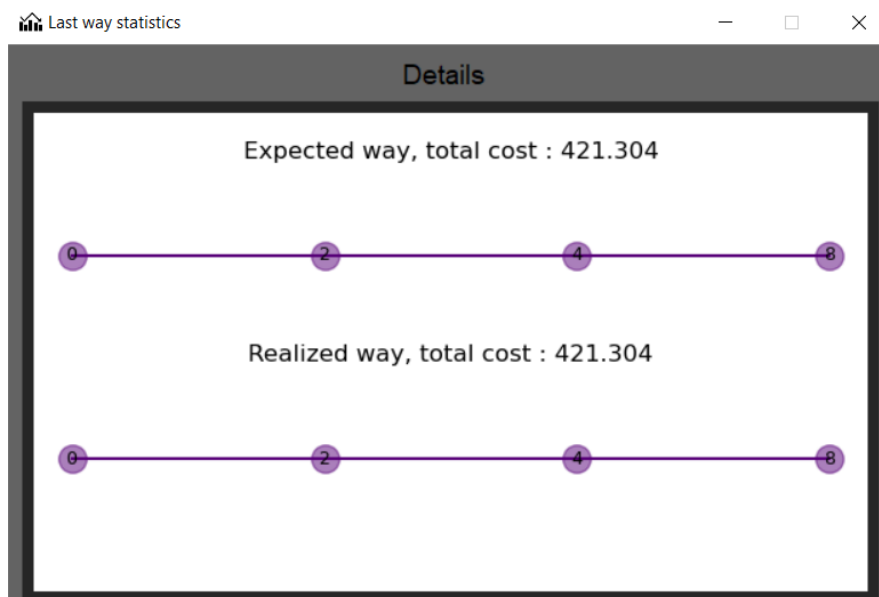 Last way statistics
Details
Expected way, total cost : 421.304
0 2 4 8
Realized way, total cost : 421.304
0 2 4 8